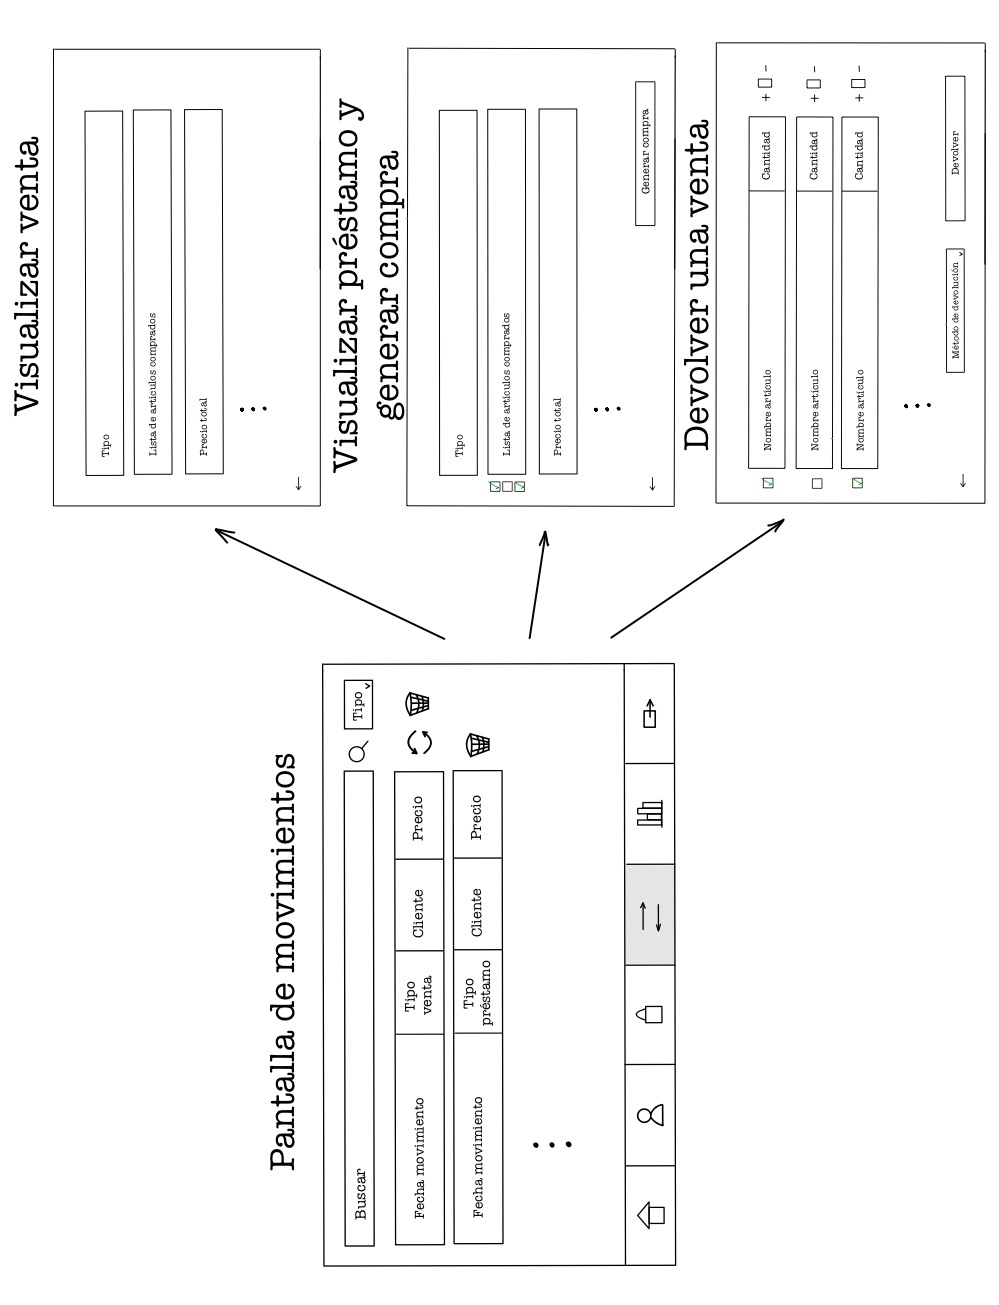 Pantalla de movimientos
Buscar
Tipo
Fecha movimiento
Tipo
venta
Cliente
Precio
Fecha movimiento
Tipo
préstamo
Cliente
Precio
Visualizar venta
Tipo
Lista de artículos comprados
Precio total
Visualizar préstamo y
generar compra
Tipo
Lista de artículos comprados
Precio total
Generar compra
Devolver una venta
Nombre artículo
Cantidad
+ -
Nombre artículo
Cantidad
+ -
Nombre artículo
Cantidad
+ -
Método de devolución
Devolver